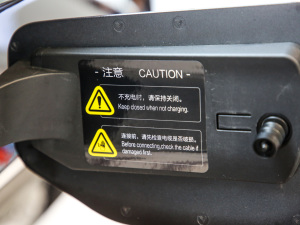 - 注意 CAUTION -
不充电时，请保持关闭。
Keep closed when not charging.
连接前，请先检查电缆是否破损。
Before connecting,check the cable if
damaged first.